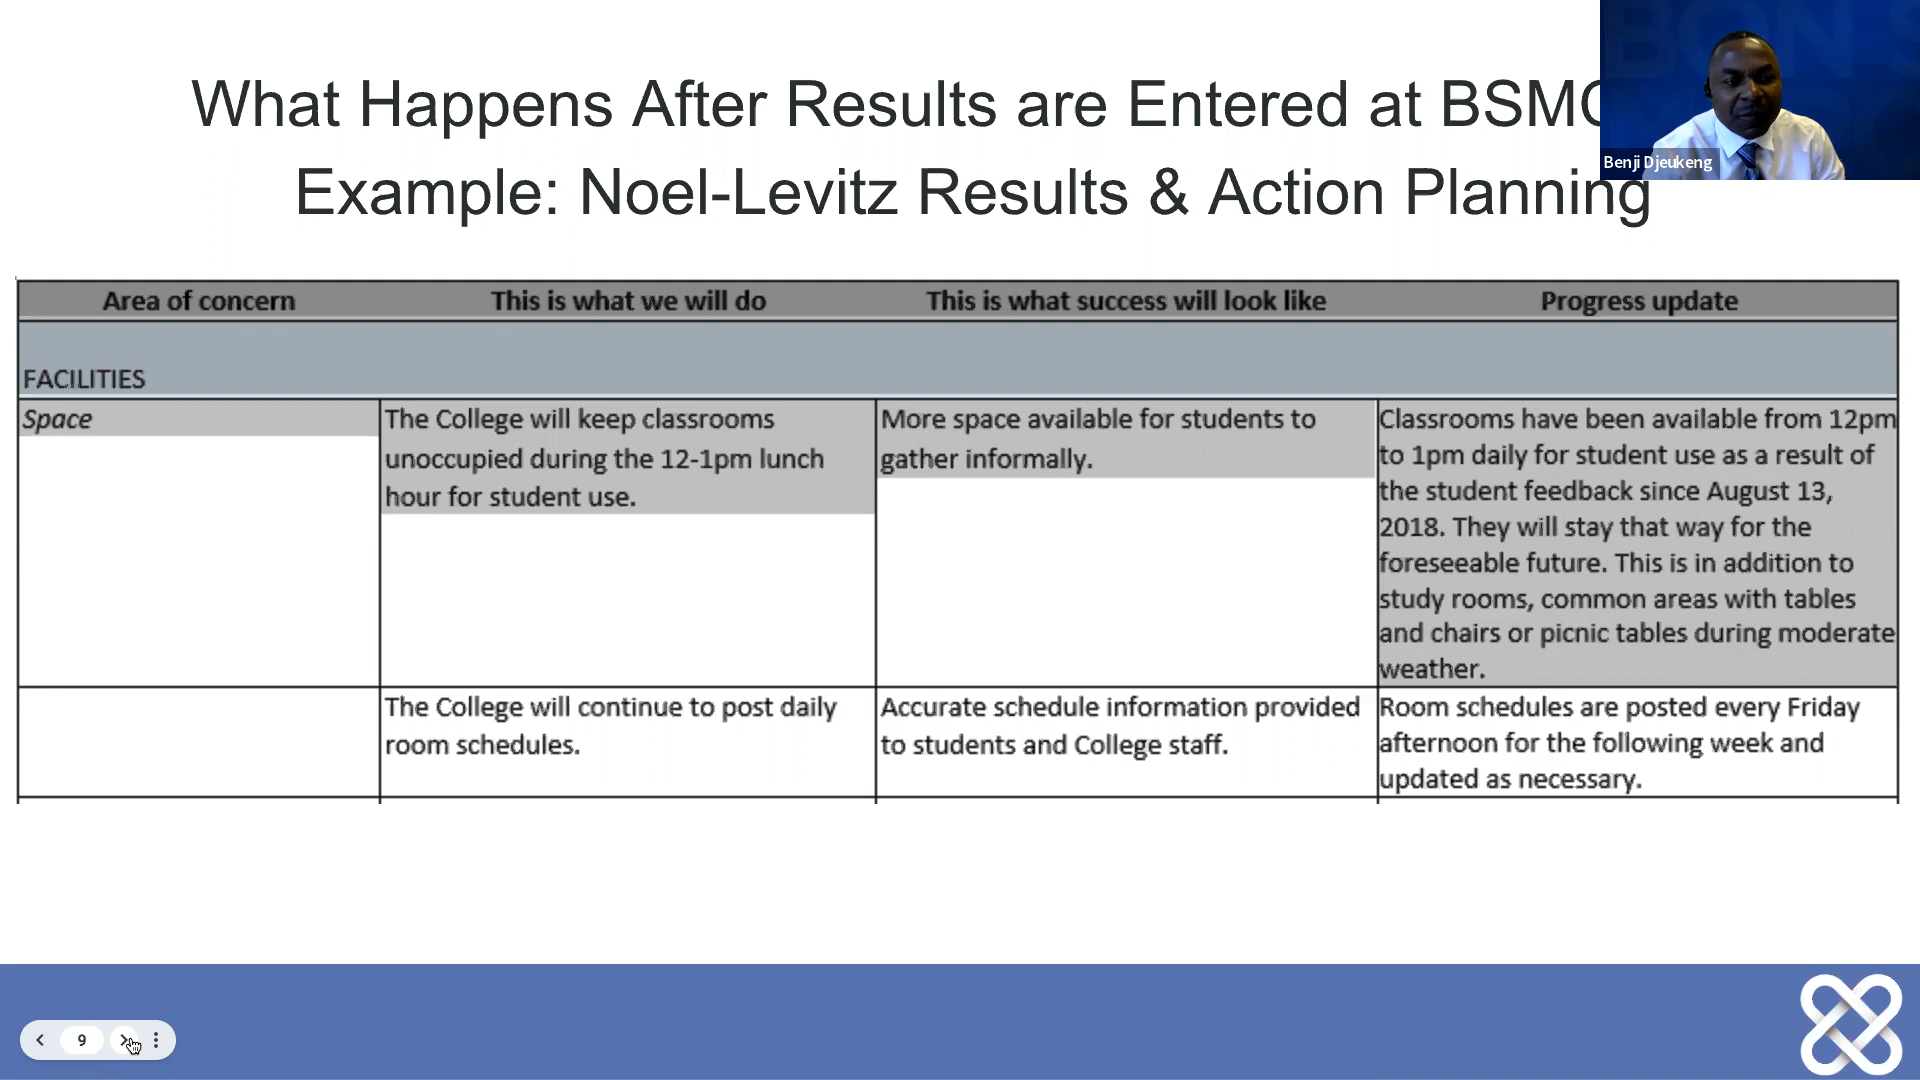 What Happens After Results are Entered at BSMC
Example: Noel-Levitz Results & Action Planning
Benji Djeukeng
Area of concern
This is what we will do
This is what success will look like
Progress update
FACILITIES
Space
The College will keep classrooms
unoccupied during the 12-1pm lunch
hour for student use.
More space available for students to
gather informally.
Classrooms have been available from 12pm
to 1pm daily for student use as a result of
the student feedback since August 13,
2018. They will stay that way for the
foreseeable future. This is in addition to
study rooms, common areas with tables
and chairs or picnic tables during moderate
weather.
The College will continue to post daily
room schedules.
Accurate schedule information provided
to students and College staff.
Room schedules are posted every Friday
afternoon for the following week and
updated as necessary.
9